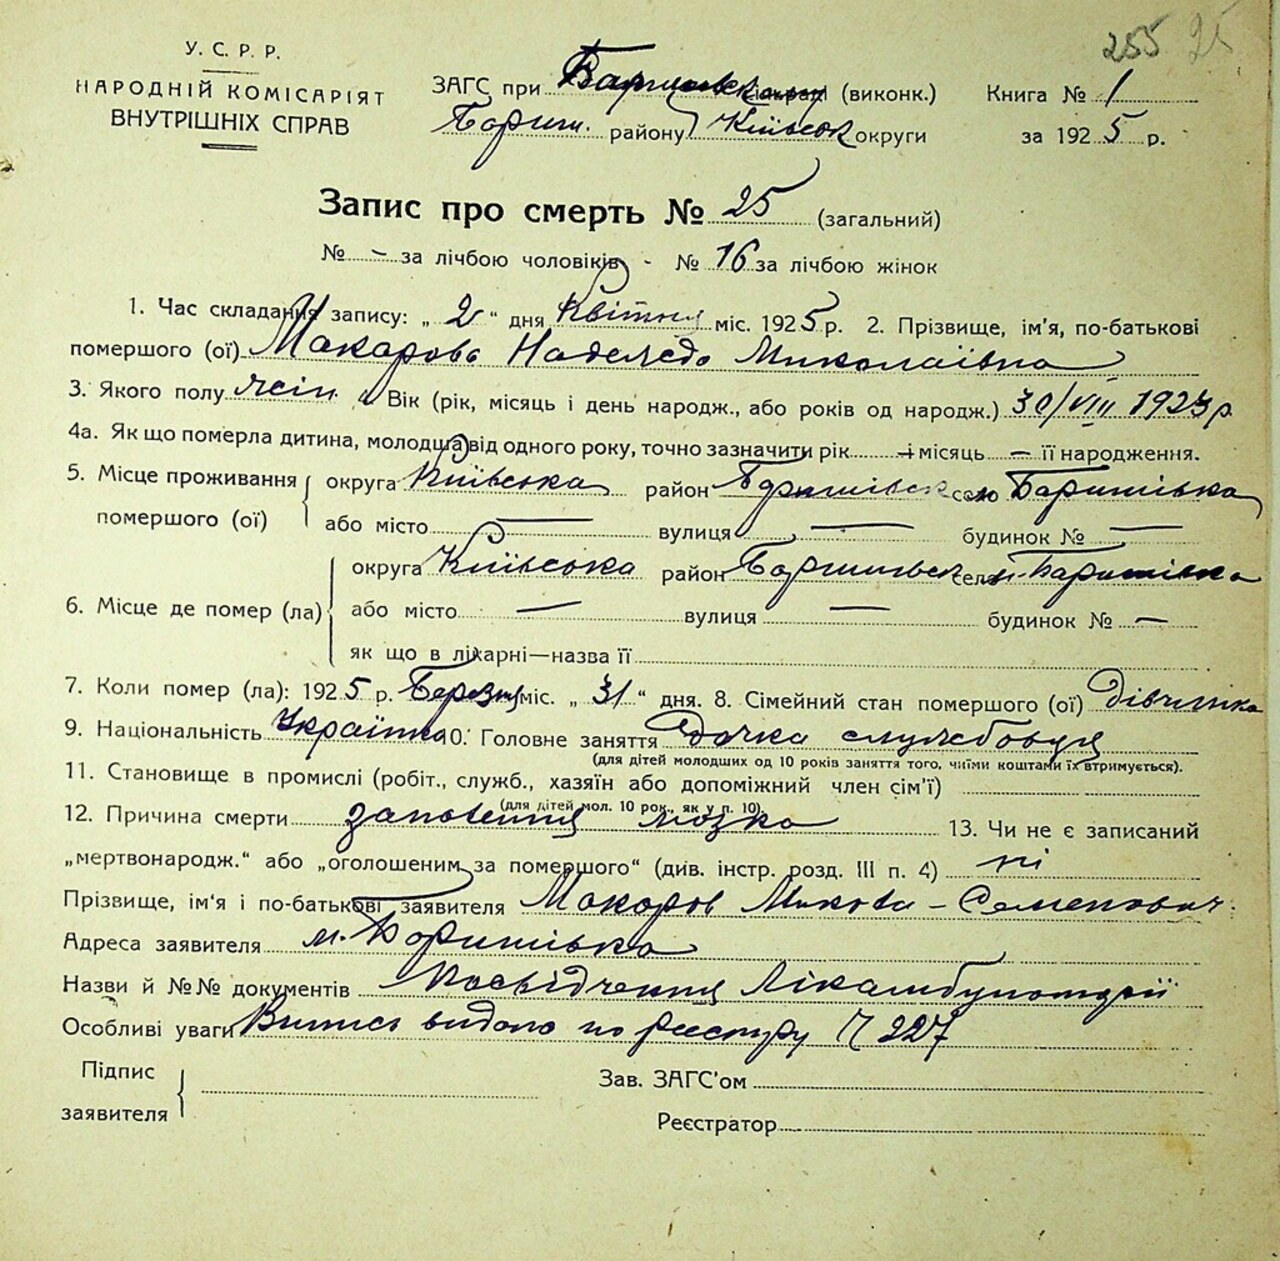 255 25
У. С. Р. Р.
НАРОДНІЙ КОМІСАРІЯТ
ВНУТРІШНІХ СПРАВ
ЗАГС при (виконк.) Книга № 1
Бориш. району Київськ округи за 1925 р.
Запис про смерть № 25 (загальний)
№ - за лічбою чоловіків - № 16 за лічбою жінок
1. Час складання запису: „ 2 “ дня Квітня міс. 1925 р. 2. Прізвище, ім'я, по-батькові
помершого (ої) Макарова Надежда Миколаївна
3. Якого полу жін. 4 Вік (рік, місяць і день народж., або років од народж.) 30/VIII 1923 р
4а. Як що померла дитина, молодша від одного року, точно зазначити рік — і місяць — її народження.
5. Місце проживання помершого (ої) округа Київська район село Баришівка
або місто — вулиця — будинок № —
6. Місце де помер (ла) округа Київська район села м. Баришівка
або місто — вулиця — будинок № —
як що в лікарні—назва її
7. Коли помер (ла): 1925 р. Березня міс. „ 31 “ дня. 8. Сімейний стан помершого (ої) Дівчинка
9. Національність Українка 10. Головне заняття Дочка службовця
(для дітей молодших од 10 років заняття того, чиїми коштами їх втримується).
11. Становище в промислі (робіт., служб., хазяїн або допоміжний член сім'ї)
(для дітей мол. 10 рок., як у п. 10)
12. Причина смерти запалення мозка 13. Чи не є записаний
„мертвонародж.“ або „оголошеним за помершого“ (див. інстр. розд. III п. 4) ні
Прізвище, ім'я і по-батькові заявителя Макаров Микола - Семенович
Адреса заявителя м. Баришівка
Назви й №№ документів Посвідчення Лікамбуляторії
Особливі уваги Випись видано по реєстру № 227
Підпис заявителя
Зав. ЗАГС'ом
Реєстратор